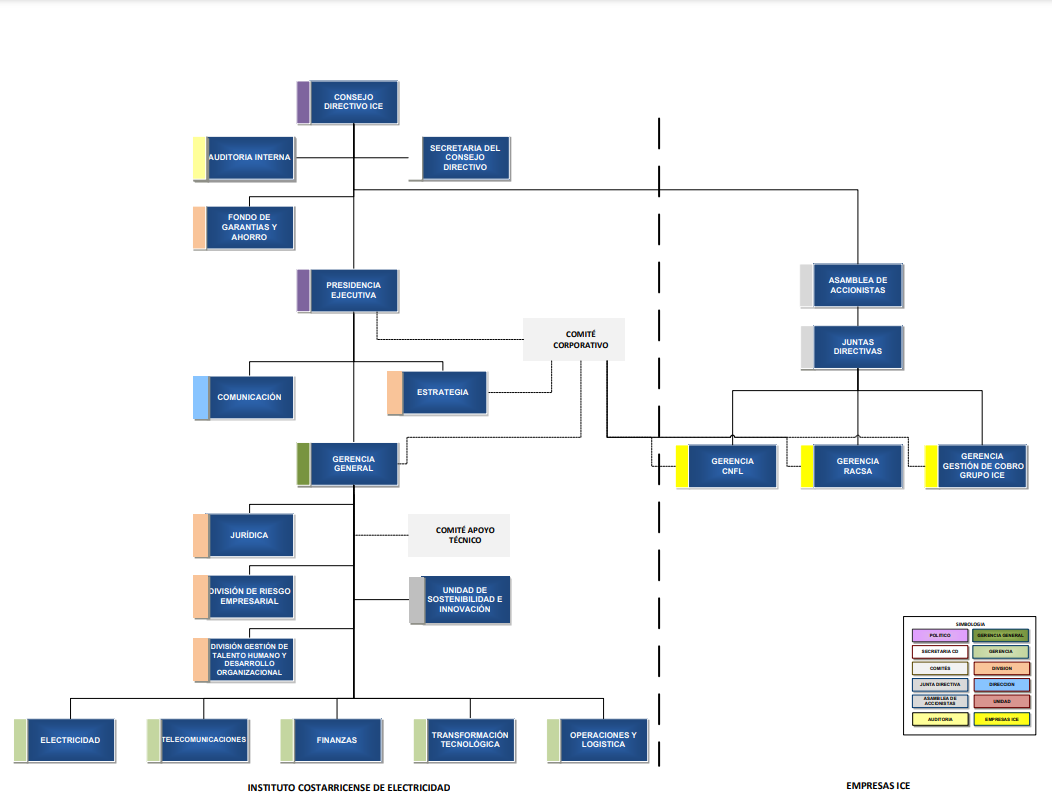 CONSEJO
DIRECTIVO ICE
AUDITORIA INTERNA
SECRETARIA DEL
CONSEJO
DIRECTIVO
FONDO DE
GARANTIAS Y
AHORRO
PRESIDENCIA
EJECUTIVA
ASAMBLEA DE
ACCIONISTAS
COMITÉ
CORPORATIVO
JUNTAS
DIRECTIVAS
COMUNICACIÓN
ESTRATEGIA
GERENCIA
GENERAL
GERENCIA
CNFL
GERENCIA
RACSA
GERENCIA
GESTIÓN DE COBRO
GRUPO ICE
JURÍDICA
COMITÉ APOYO
TÉCNICO
DIVISIÓN DE RIESGO
EMPRESARIAL
UNIDAD DE
SOSTENIBILIDAD E
INNOVACIÓN
DIVISIÓN GESTIÓN DE
TALENTO HUMANO Y
DESARROLLO
ORGANIZACIONAL
ELECTRICIDAD
TELECOMUNICACIONES
FINANZAS
TRANSFORMACIÓN
TECNOLÓGICA
OPERACIONES Y
LOGISTICA
SIMBOLOGIA
POLITICO
GERENCIA GENERAL
SECRETARIA CD
GERENCIA
COMITÉS
DIVISION
JUNTA DIRECTIVA
DIRECCION
ASAMBLEA DE
ACCIONISTAS
UNIDAD
AUDITORIA
EMPRESAS ICE
INSTITUTO COSTARRICENSE DE ELECTRICIDAD
EMPRESAS ICE